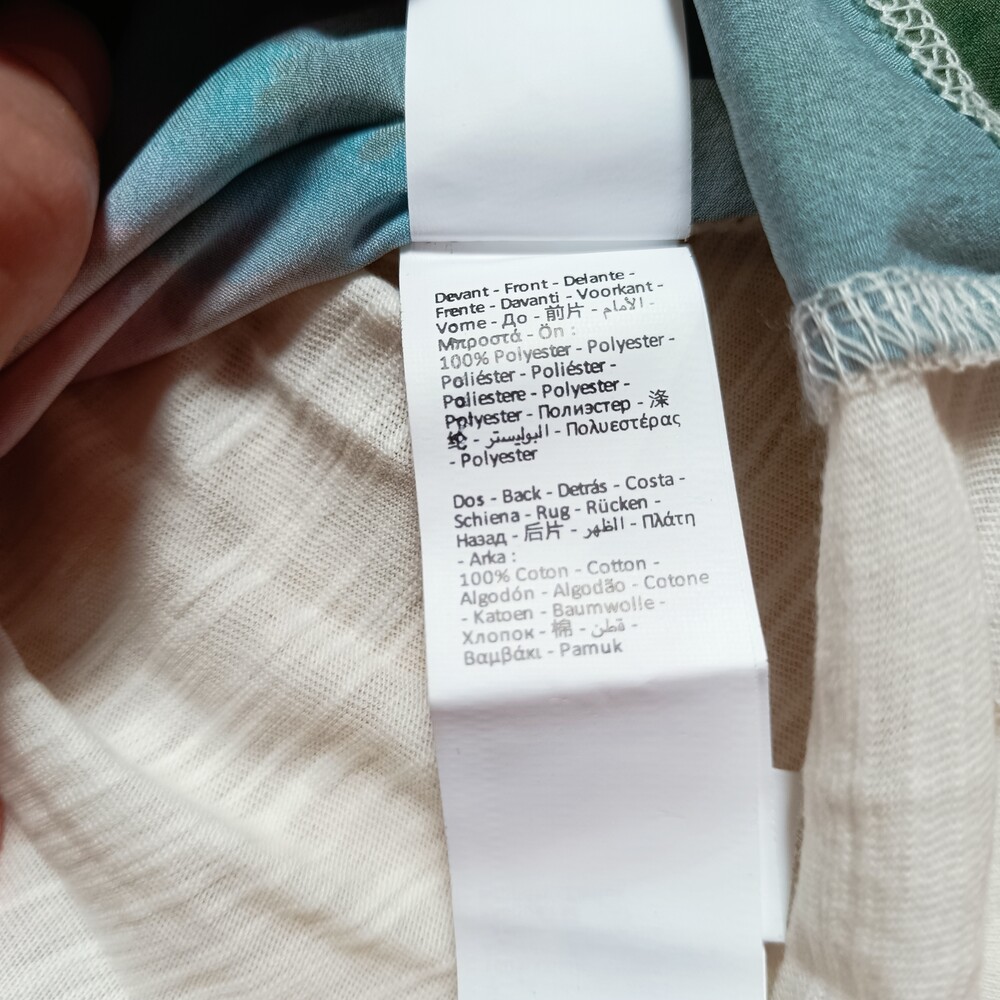 Devant - Front - Delante -
Frente - Davanti - Voorkant -
Vorne - До - 前片 - الأمام -
Μπροστά - Ön :
100% Polyester - Polyester -
Poliéster - Poliéster -
Poliestere - Polyester -
Polyester - Полиэстер - 涤
纶 - البوليستر - Πολυεστέρας
- Polyester
Dos - Back - Detrás - Costa -
Schiena - Rug - Rücken -
Назад - 后片 - الظهر - Πλάτη
- Arka :
100% Coton - Cotton -
Algodón - Algodão - Cotone
- Katoen - Baumwolle -
Хлопок - 棉 - قطن -
Βαμβάκι - Pamuk